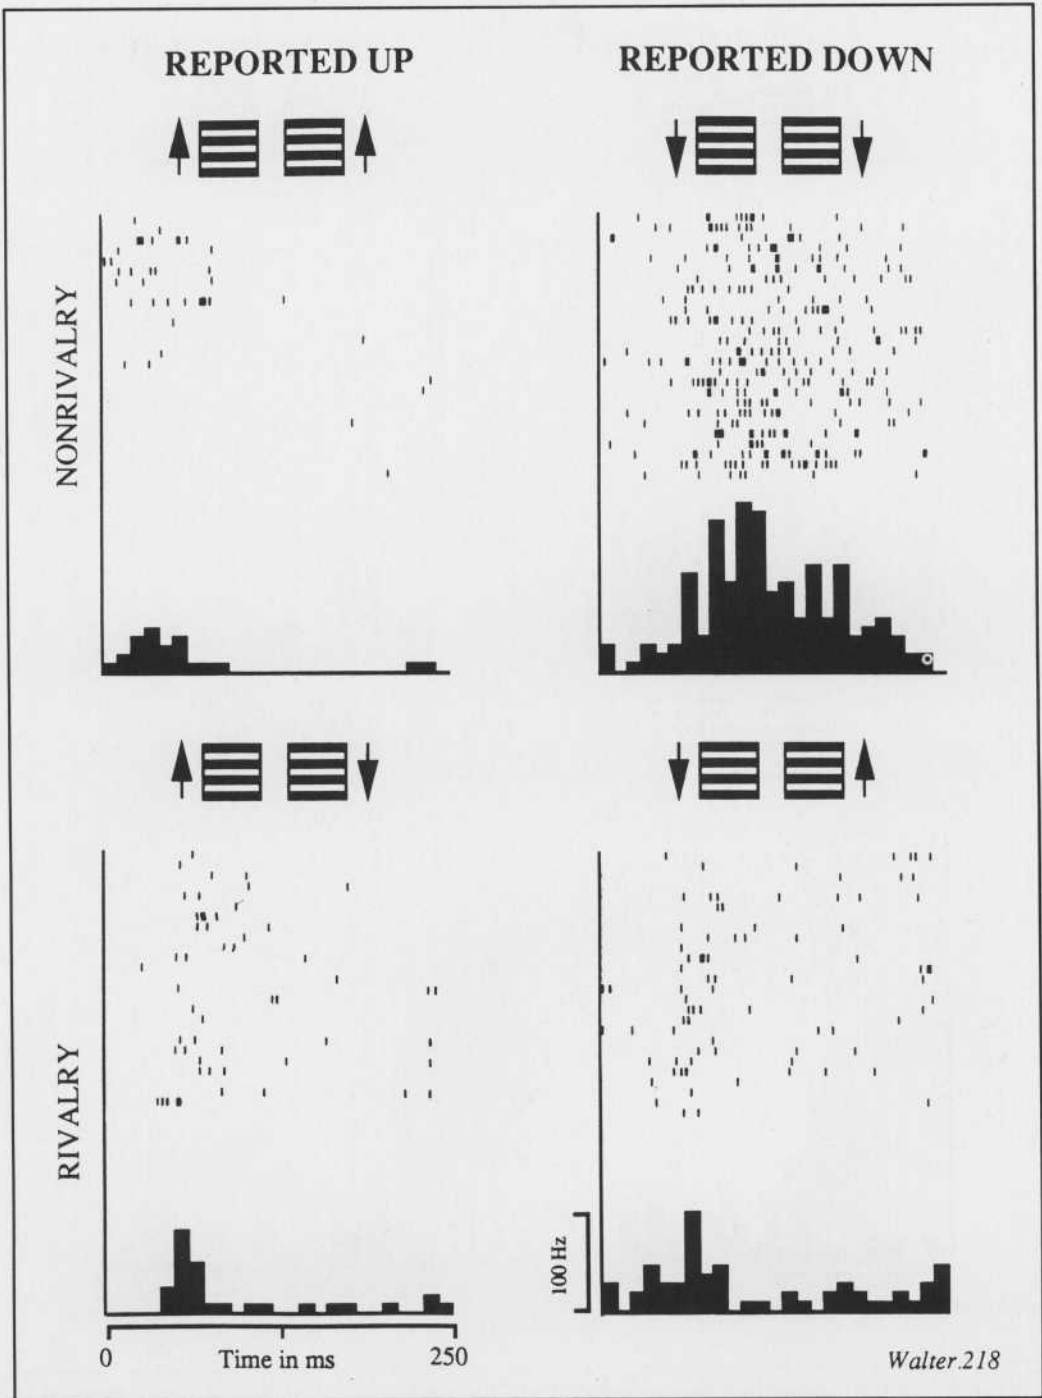 REPORTED UP
REPORTED DOWN
NONRIVALRY
RIVALRY
100 Hz
0
Time in ms
250
Walter.218